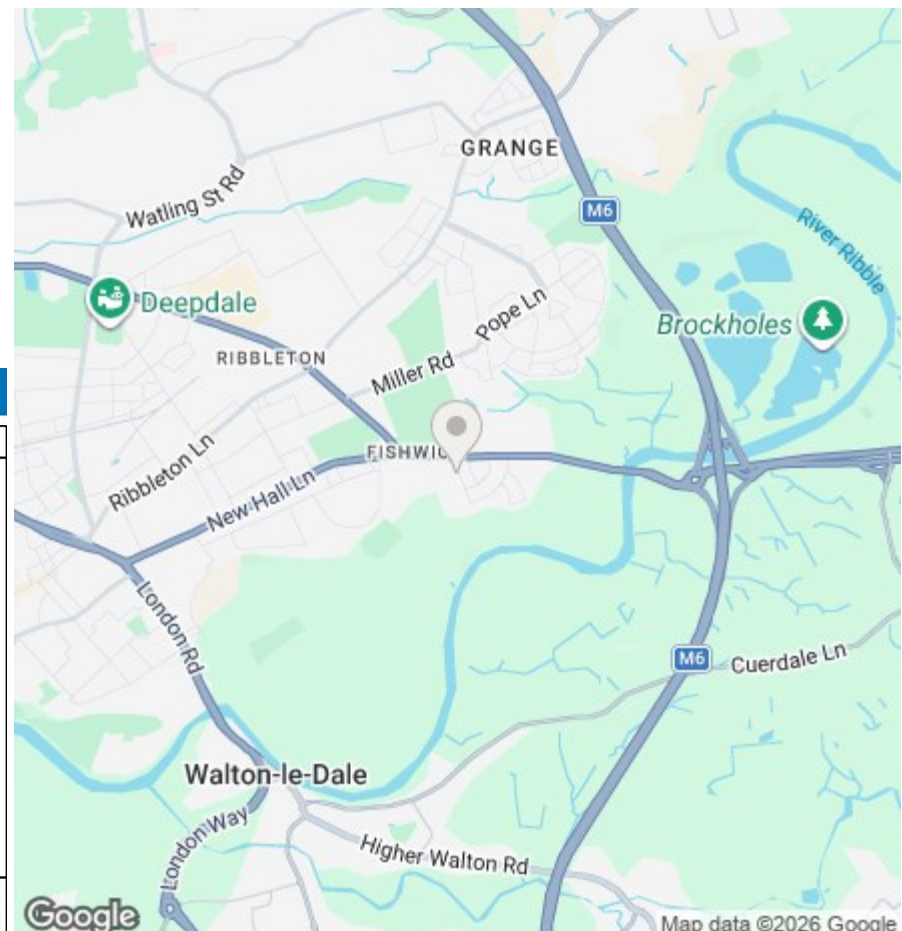 GRANGE
Watling St Rd
M6
River Ribble
Deepdale
Pope Ln
Brockholes
RIBBLETON
Miller Rd
Ribbleton Ln
FISHWIC
New Hall Ln
London Rd
M6
Cuerdale Ln
Walton-le-Dale
London Way
Higher Walton Rd
Google
Map data ©2026 Google